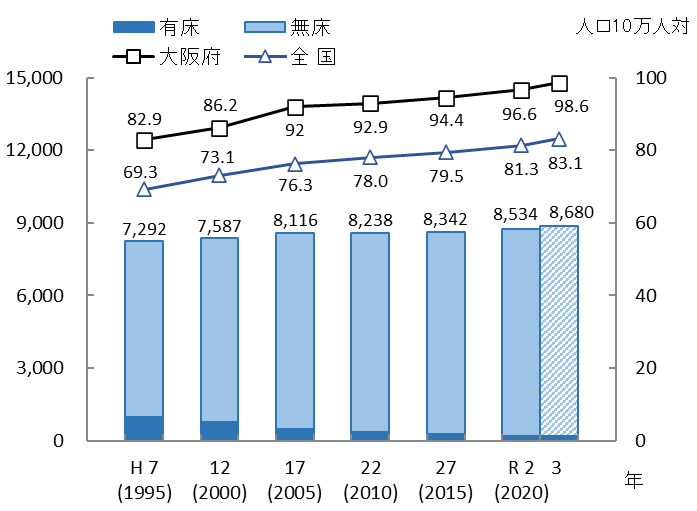 有床 無床
人口10万人対
大阪府 全 国
15,000 100
98.6
96.6
94.4
92.9
92
86.2
82.9
83.1
81.3
79.5
78.0
76.3
73.1
69.3
12,000 80
9,000 60
7,292 7,587 8,116 8,238 8,342 8,534 8,680
6,000 40
3,000 20
0 0
H 7 12 17 22 27 R 2 3
(1995) (2000) (2005) (2010) (2015) (2020)
年